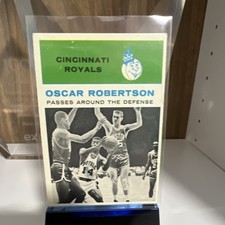 CINCINNATI
ROYALS
OSCAR ROBERTSON
PASSES AROUND THE DEFENSE